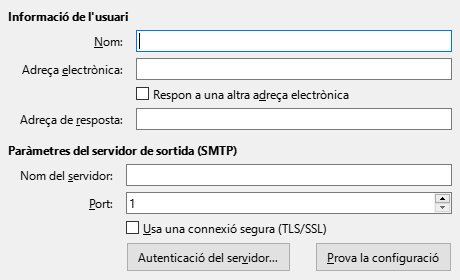 Informació de l'usuari
Nom:
Adreça electrònica:
Respon a una altra adreça electrònica
Adreça de resposta:
Paràmetres del servidor de sortida (SMTP)
Nom del servidor:
Port: 1
Usa una connexió segura (TLS/SSL)
Autenticació del servidor... Prova la configuració